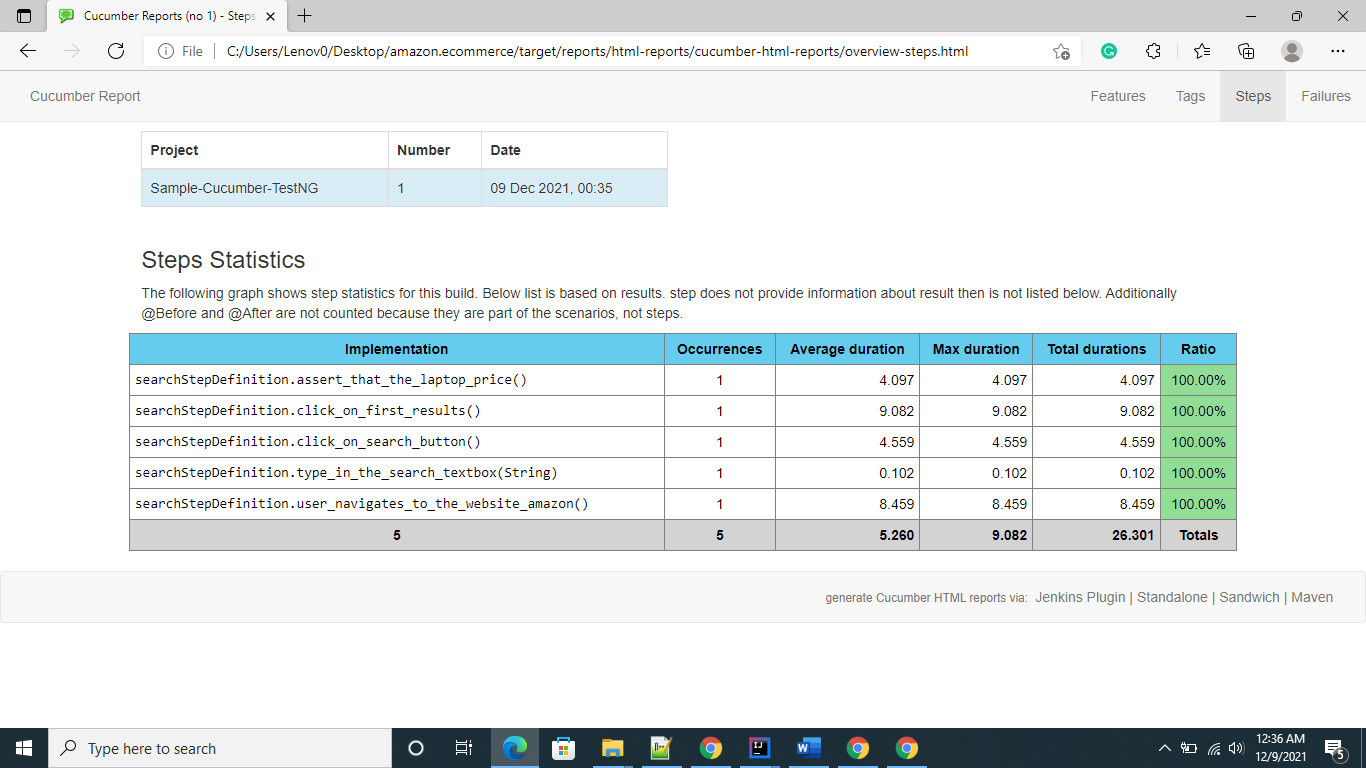 Cucumber Reports (no 1) - Steps
File
C:/Users/Lenov0/Desktop/amazon.ecommerce/target/reports/html-reports/cucumber-html-reports/overview-steps.html
Cucumber Report Features Tags Steps Failures
Project Number Date
Sample-Cucumber-TestNG 1 09 Dec 2021, 00:35
Steps Statistics
The following graph shows step statistics for this build. Below list is based on results. step does not provide information about result then is not listed below. Additionally
@Before and @After are not counted because they are part of the scenarios, not steps.
Implementation Occurrences Average duration Max duration Total durations Ratio
searchStepDefinition.assert_that_the_laptop_price() 1 4.097 4.097 4.097 100.00%
searchStepDefinition.click_on_first_results() 1 9.082 9.082 9.082 100.00%
searchStepDefinition.click_on_search_button() 1 4.559 4.559 4.559 100.00%
searchStepDefinition.type_in_the_search_textbox(String) 1 0.102 0.102 0.102 100.00%
searchStepDefinition.user_navigates_to_the_website_amazon() 1 8.459 8.459 8.459 100.00%
5 5 5.260 9.082 26.301 Totals
generate Cucumber HTML reports via: Jenkins Plugin | Standalone | Sandwich | Maven
Type here to search
12:36 AM
12/9/2021
5